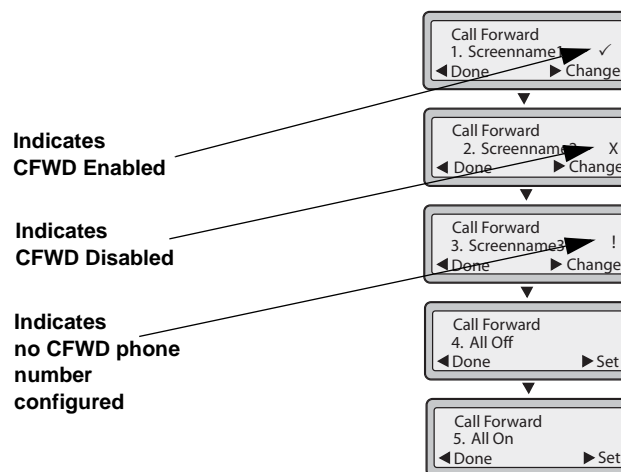 Call Forward
1. Screenname1 ✓
◀Done ▶Change
▼
Indicates
CFWD Enabled
Call Forward
2. Screenname2 X
◀ Done ▶Change
▼
Indicates
CFWD Disabled
Call Forward
3. Screenname3 !
◀Done ▶Change
▼
Indicates
no CFWD phone
number
configured
Call Forward
4. All Off
◀Done ▶Set
▼
Call Forward
5. All On
◀Done ▶Set